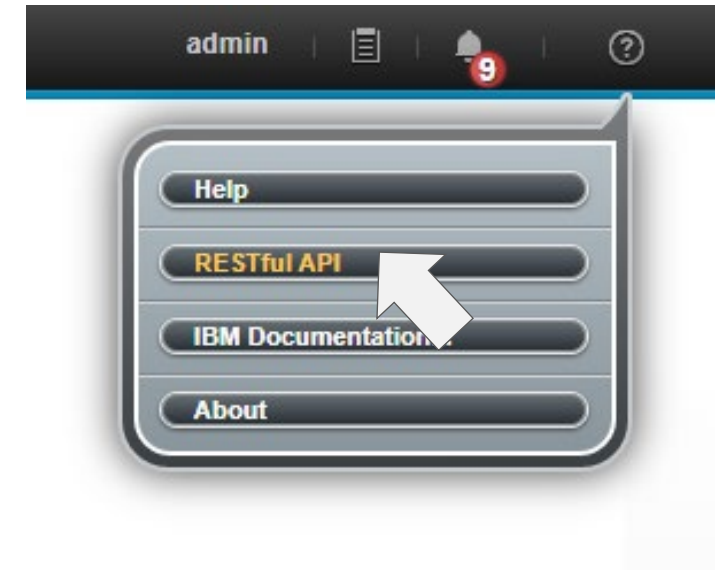 admin
9
?
Help
RESTful API
IBM Documentation
About